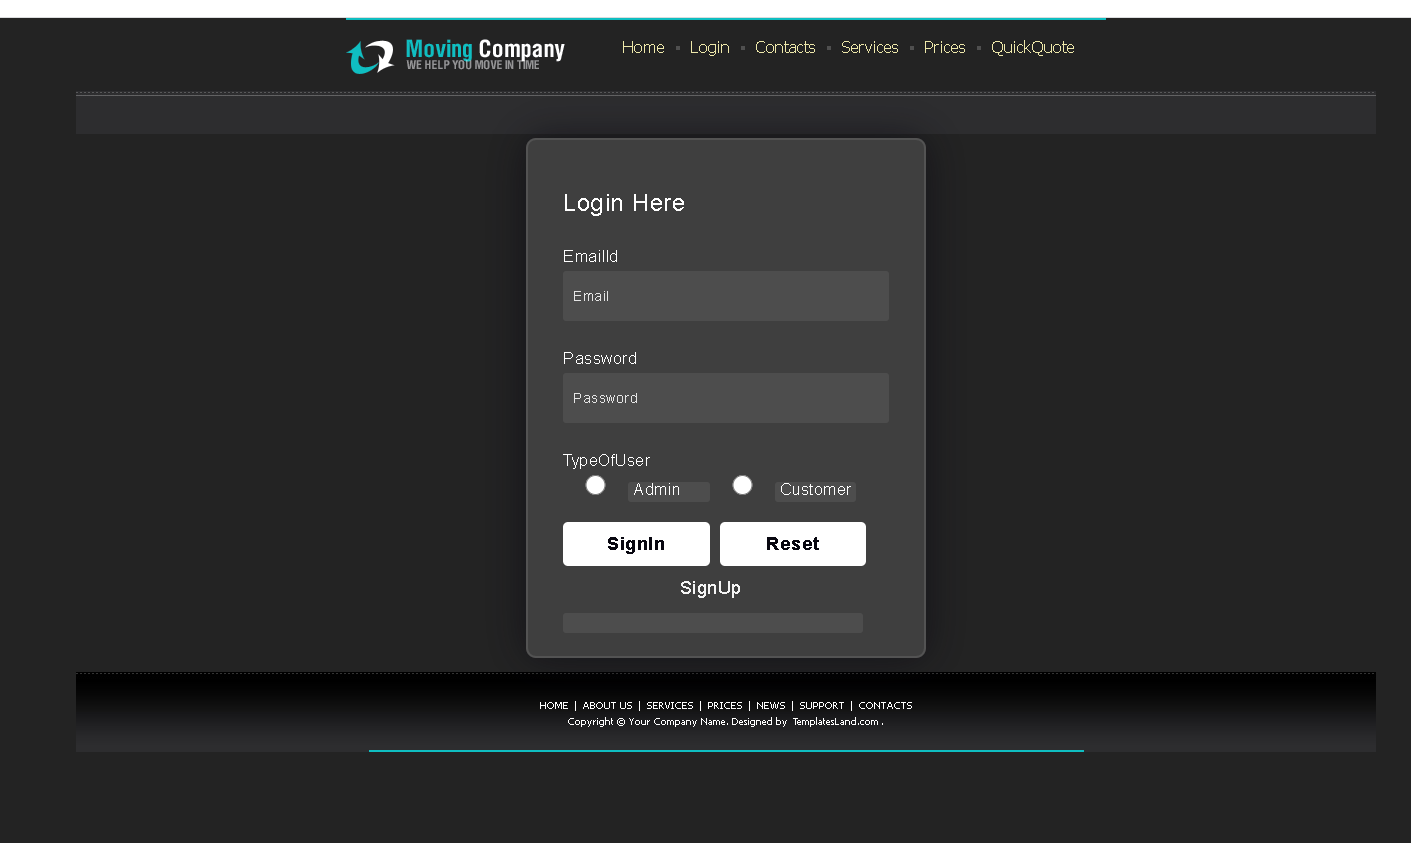 Moving Company
WE HELP YOU MOVE IN TIME
Home Login Contacts Services Prices QuickQuote
Login Here
EmailId
Email
Password
Password
TypeOfUser
Admin Customer
SignIn Reset
SignUp
HOME | ABOUT US | SERVICES | PRICES | NEWS | SUPPORT | CONTACTS
Copyright © Your Company Name. Designed by TemplatesLand.com .